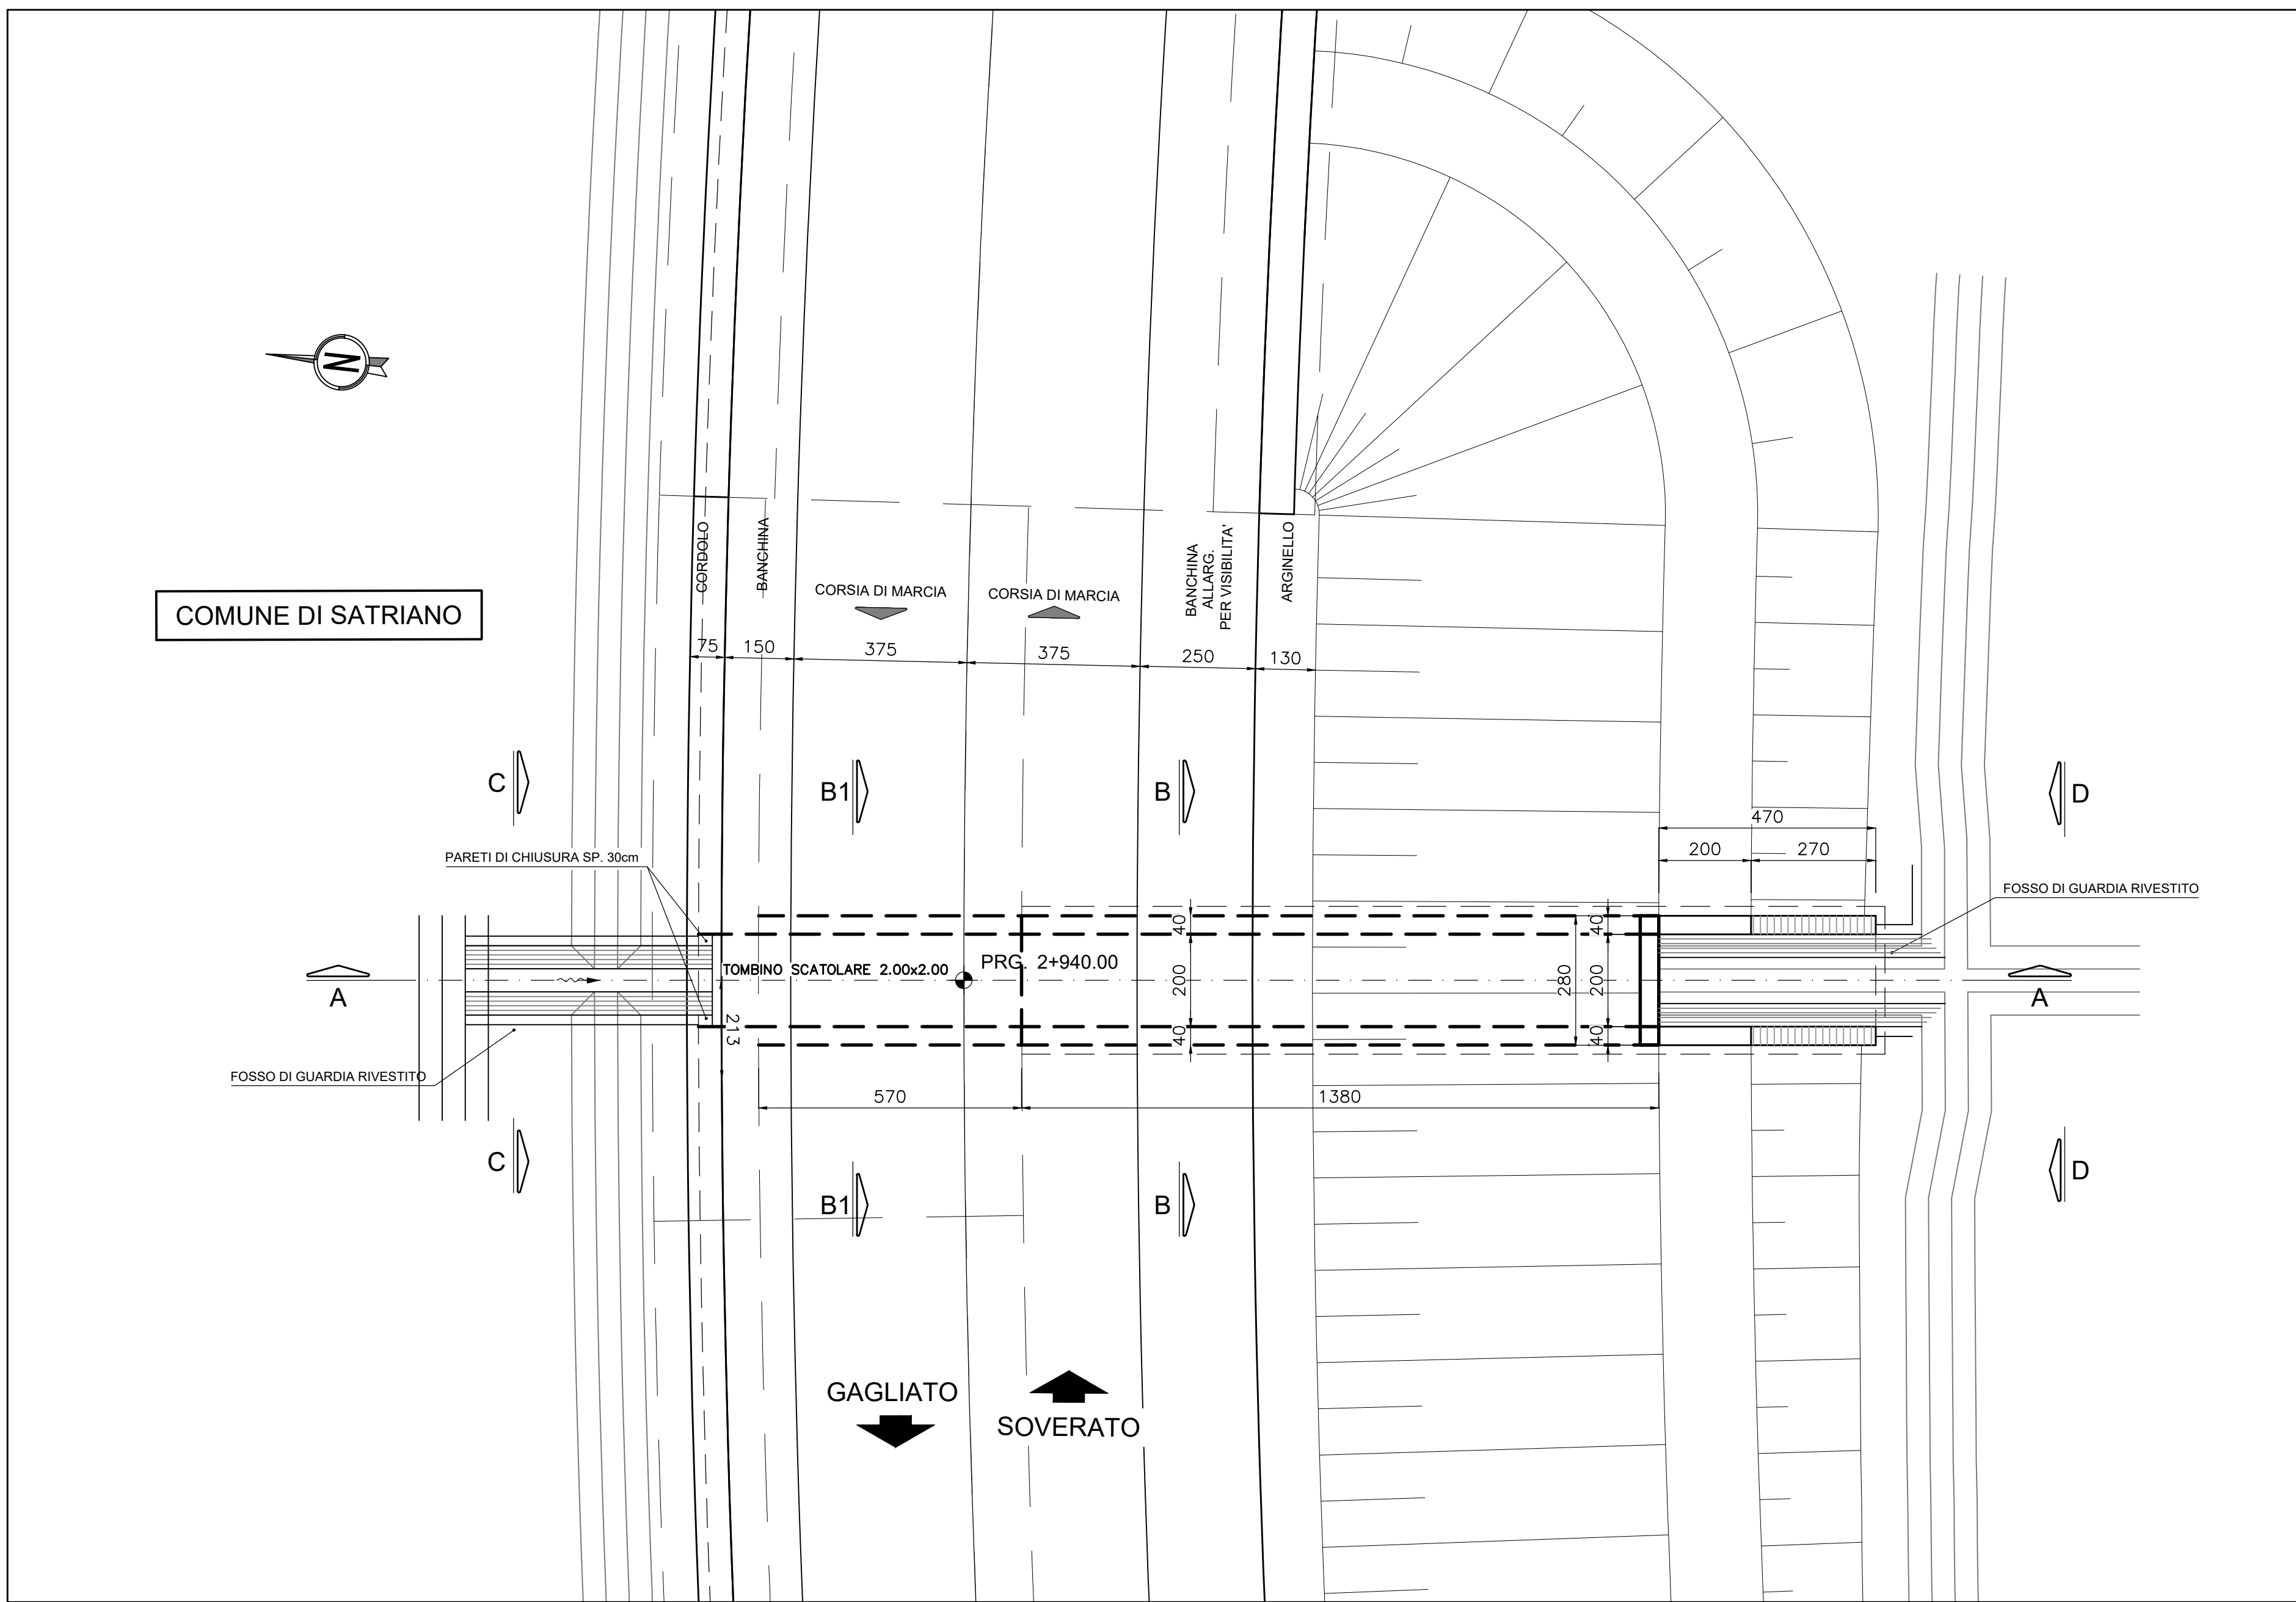 N
COMUNE DI SATRIANO
CORDOLO
BANCHINA
CORSIA DI MARCIA
CORSIA DI MARCIA
BANCHINA
ALLARG.
PER VISIBILITA'
ARGINELLO
75
150
375
375
250
130
C
B1
B
D
470
200
270
PARETI DI CHIUSURA SP. 30cm
FOSSO DI GUARDIA RIVESTITO
40
40
TOMBINO SCATOLARE 2.00x2.00
PRG. 2+940.00
A
200
280
200
A
213
40
40
FOSSO DI GUARDIA RIVESTITO
570
1380
C
B1
B
D
GAGLIATO
SOVERATO